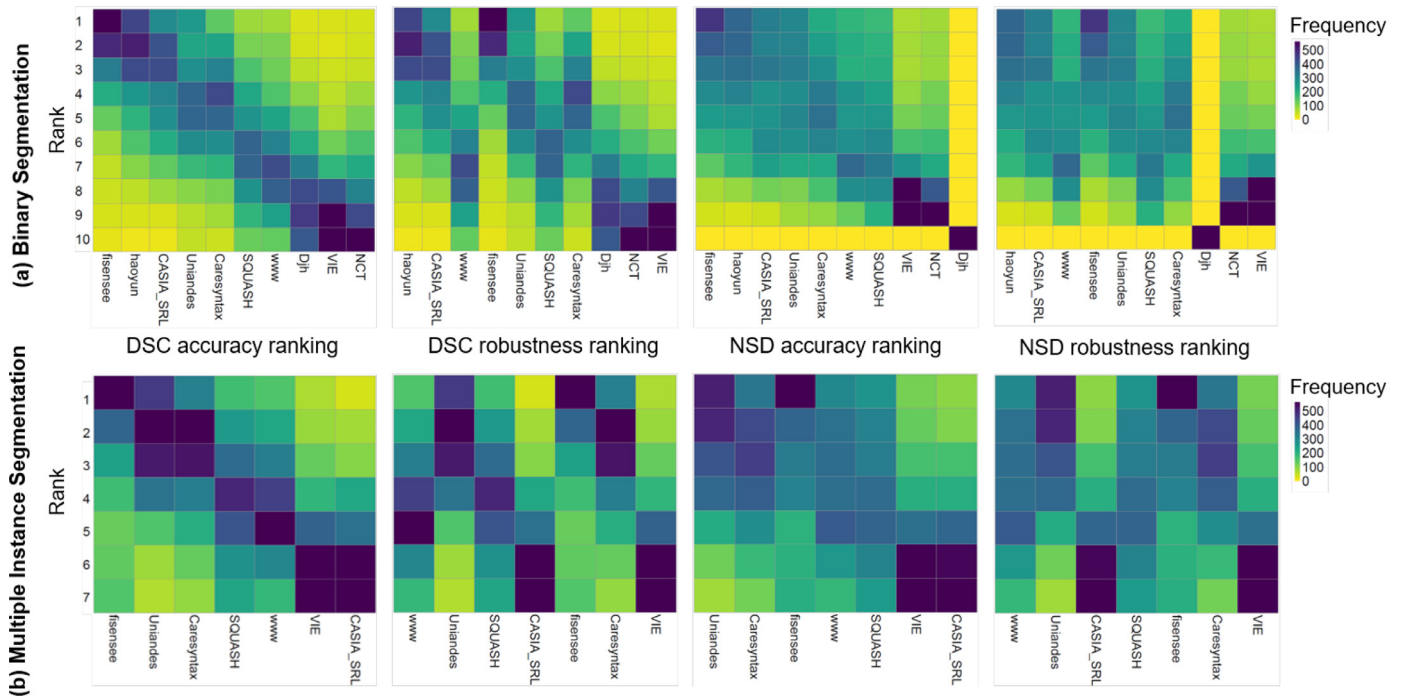 (a) Binary Segmentation
Rank
1
2
3
4
5
6
7
8
9
10
fisensee
haoyun
CASIA_SRL
Uniandes
Caresyntax
SQUASH
www
Djh
VIE
NCT
haoyun
CASIA_SRL
www
fisensee
Uniandes
SQUASH
Caresyntax
Djh
NCT
VIE
fisensee
haoyun
CASIA_SRL
Uniandes
Caresyntax
www
SQUASH
VIE
NCT
Djh
haoyun
CASIA_SRL
www
fisensee
Uniandes
SQUASH
Caresyntax
Djh
NCT
VIE
Frequency
500
400
300
200
100
0
DSC accuracy ranking
DSC robustness ranking
NSD accuracy ranking
NSD robustness ranking
(b) Multiple Instance Segmentation
Rank
1
2
3
4
5
6
7
fisensee
Uniandes
Caresyntax
SQUASH
www
VIE
CASIA_SRL
www
Uniandes
SQUASH
CASIA_SRL
fisensee
Caresyntax
VIE
Uniandes
Caresyntax
fisensee
www
SQUASH
VIE
CASIA_SRL
www
Uniandes
CASIA_SRL
SQUASH
fisensee
Caresyntax
VIE
Frequency
500
400
300
200
100
0